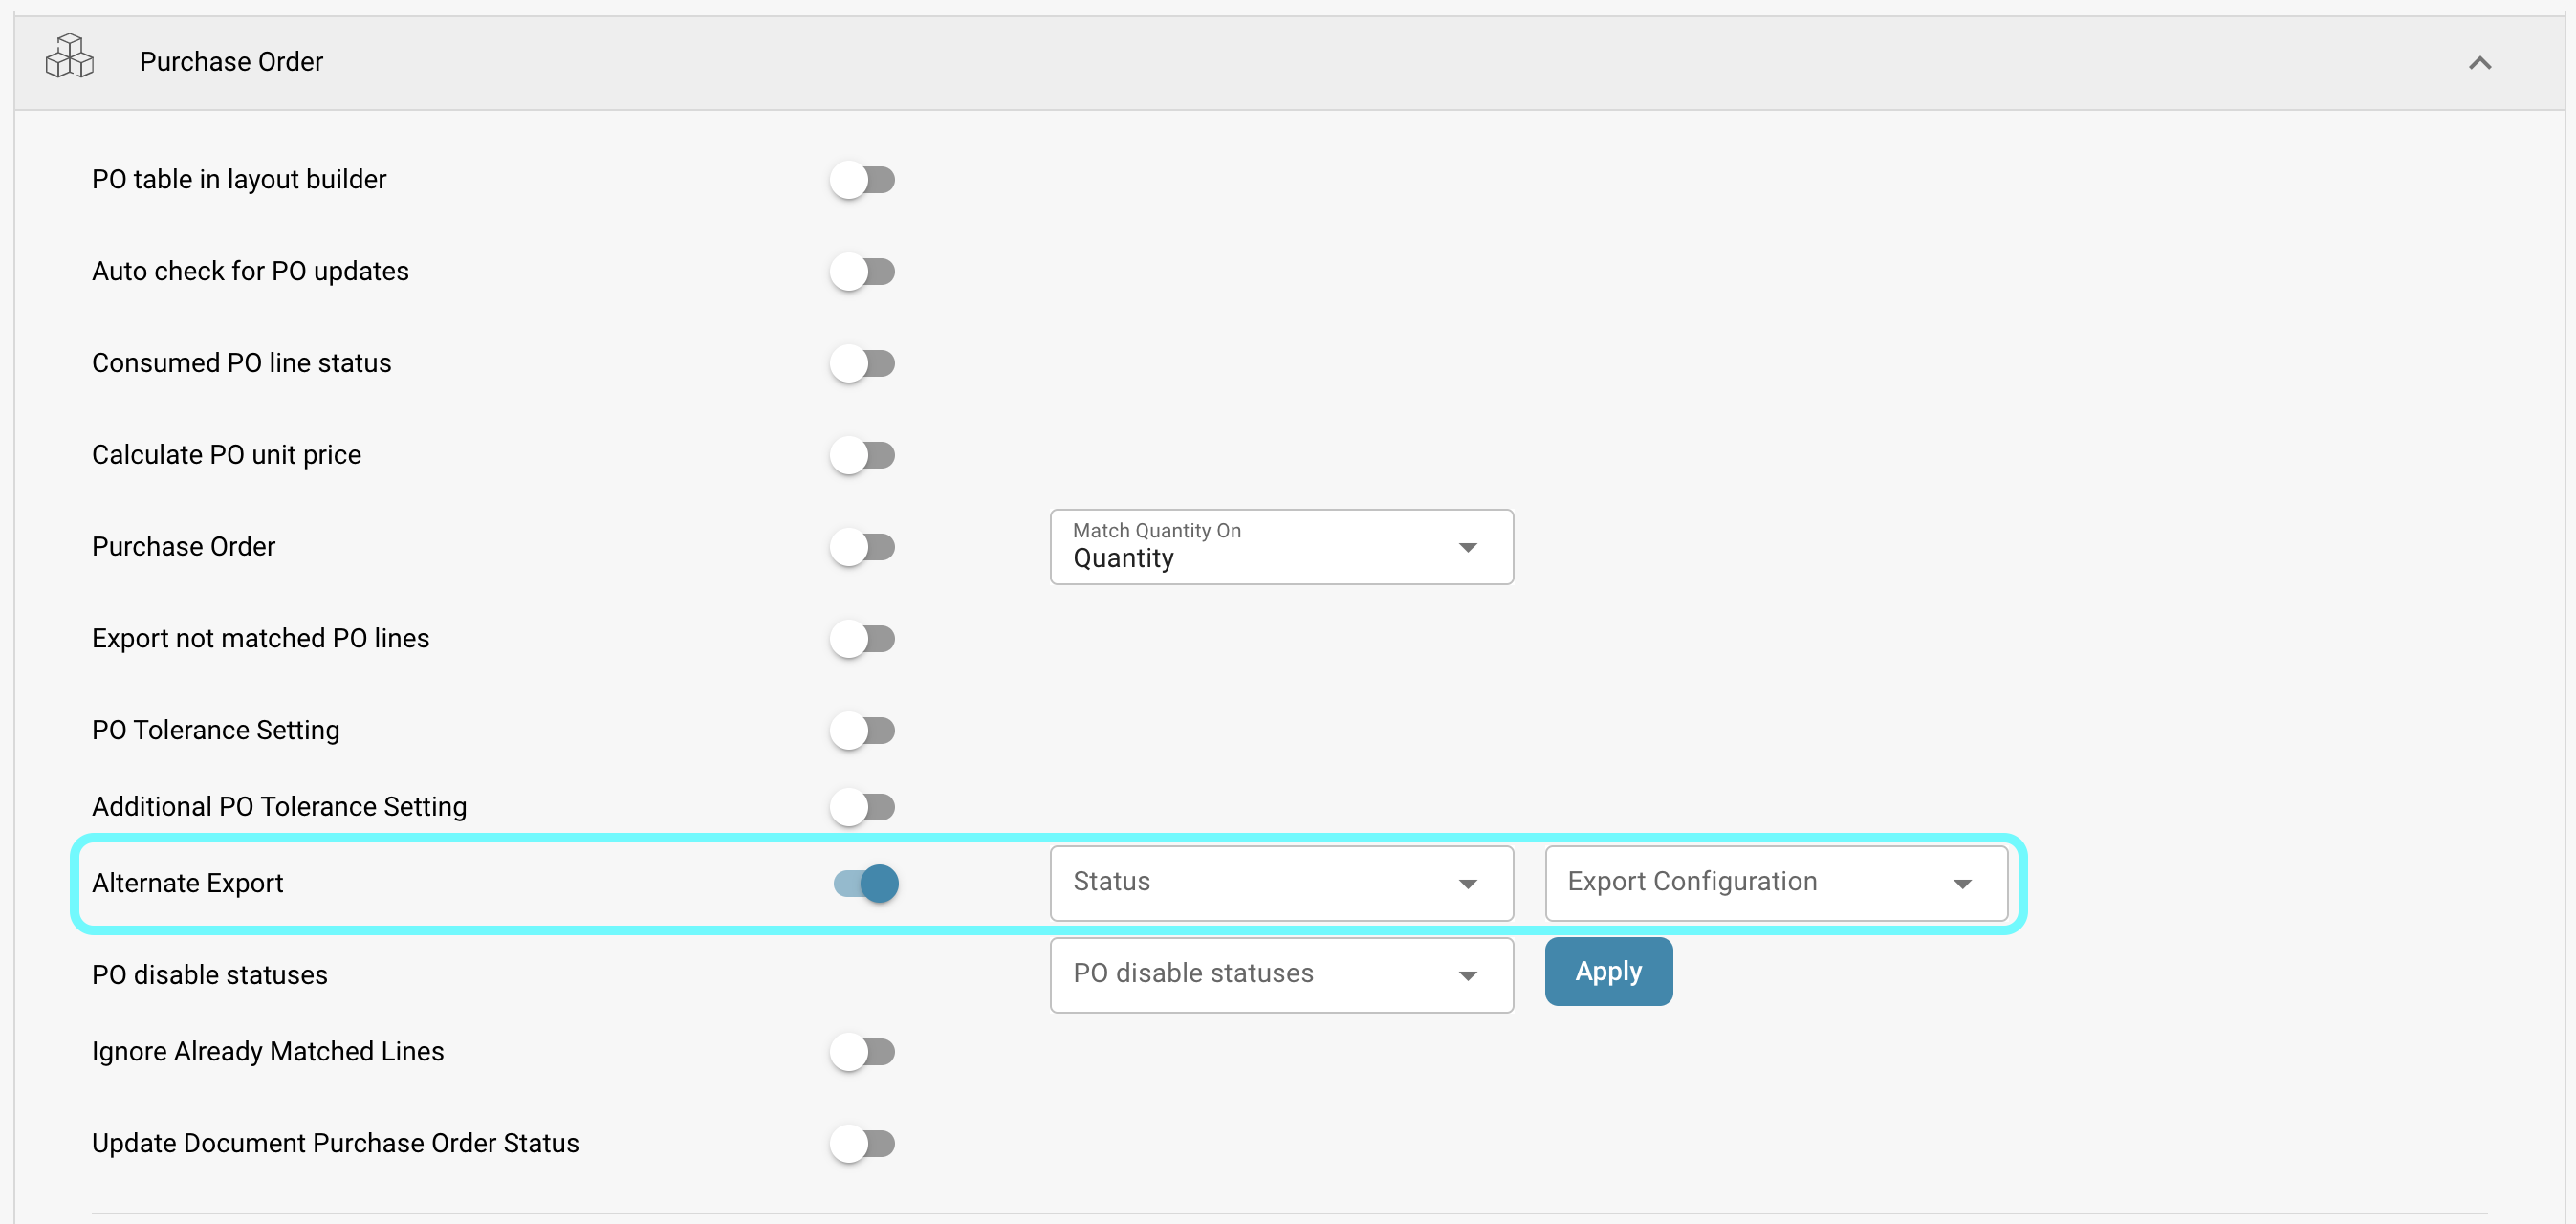 Purchase Order
PO table in layout builder
Auto check for PO updates
Consumed PO line status
Calculate PO unit price
Purchase Order
Match Quantity On
Quantity
Export not matched PO lines
PO Tolerance Setting
Additional PO Tolerance Setting
Alternate Export
Status
Export Configuration
PO disable statuses
PO disable statuses
Apply
Ignore Already Matched Lines
Update Document Purchase Order Status